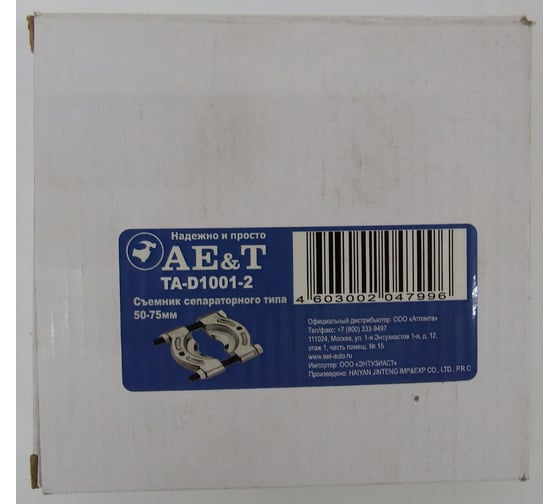 Надежно и просто
AE&T
TA-D1001-2
Съемник сепараторного типа
50-75мм
4 603002 047996
Официальный дистрибьютор: ООО «Атланта»
Тел/факс: +7 (800) 333-9497
111024, Москва, ул. 1-я Энтузиастов 1-я, д. 12,
этаж 1, часть помещ. № 15
www.aet-auto.ru
Импортер: ООО «ЭНТУЗИАСТ»
Произведено: HAIYAN JINTENG IMP&EXP CO., LTD., P.R.C